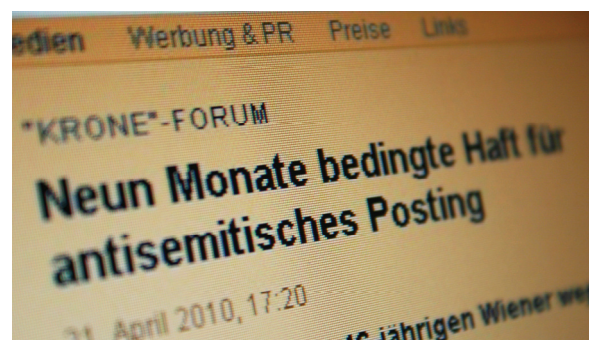 edien Werbung & PR Preise Links
"KRONE"-FORUM
Neun Monate bedingte Haft für
antisemitisches Posting
21. April 2010, 17:20
jährigen Wiener